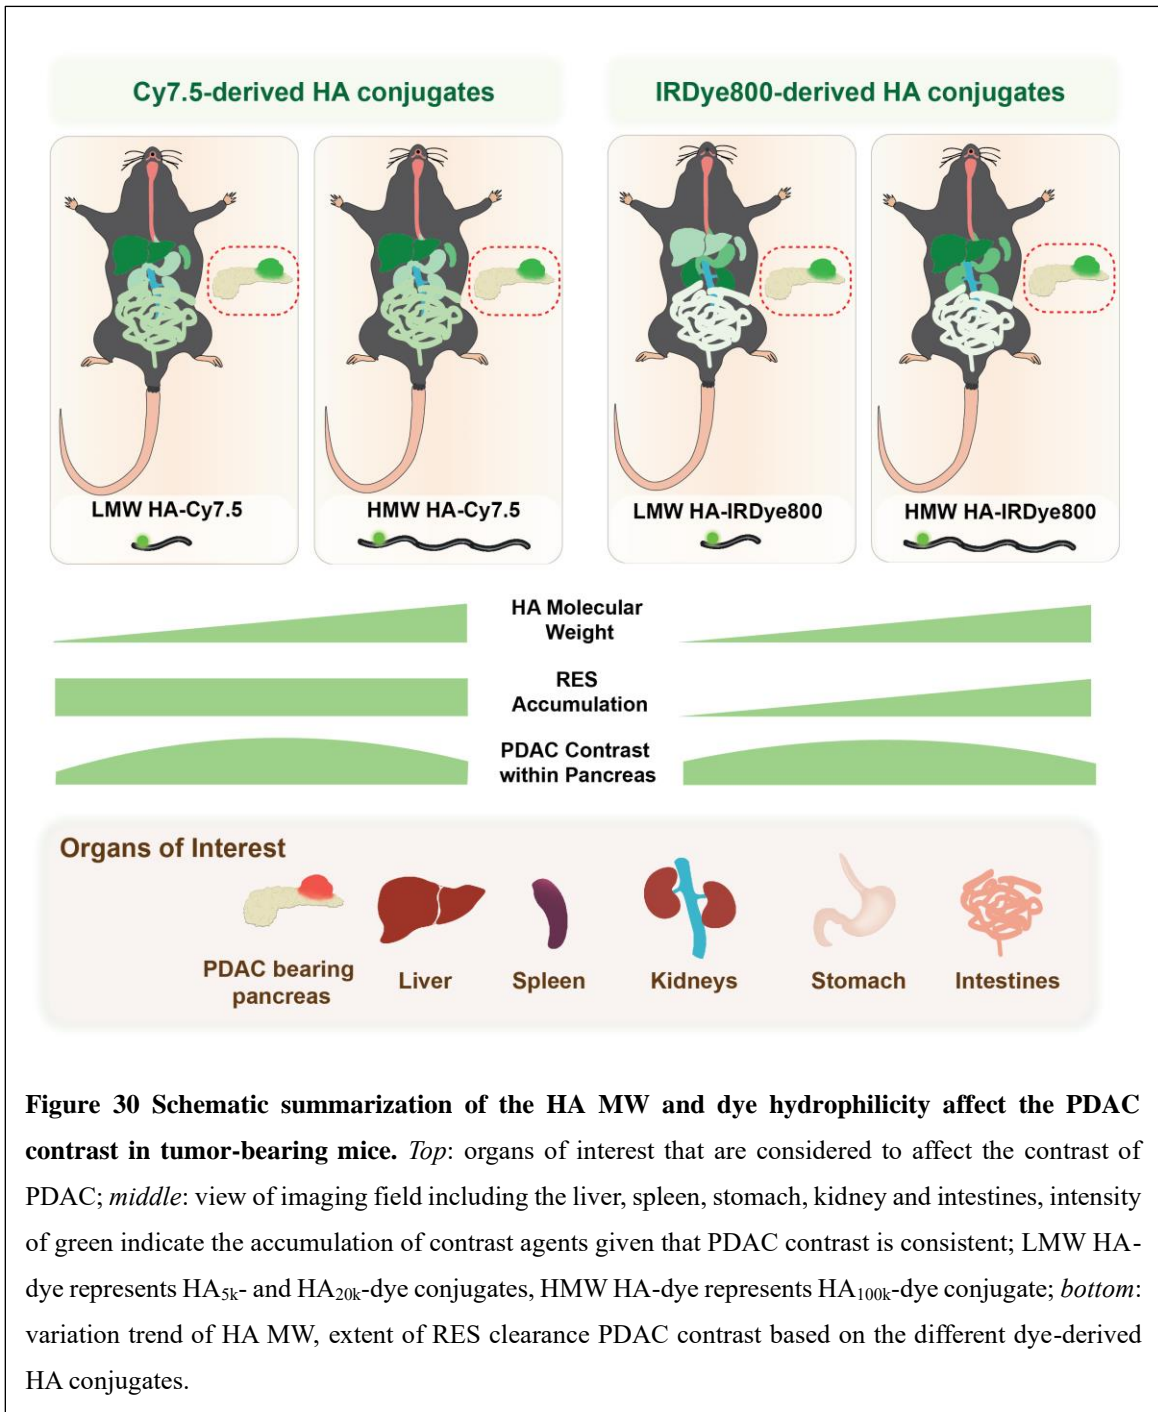 Cy7.5-derived HA conjugates
IRDye800-derived HA conjugates
LMW HA-Cy7.5
HMW HA-Cy7.5
LMW HA-IRDye800
HMW HA-IRDye800
HA Molecular
Weight
RES
Accumulation
PDAC Contrast
within Pancreas
Organs of Interest
PDAC bearing
pancreas
Liver
Spleen
Kidneys
Stomach
Intestines
Figure 30 Schematic summarization of the HA MW and dye hydrophilicity affect the PDAC
contrast in tumor-bearing mice. Top: organs of interest that are considered to affect the contrast of
PDAC; middle: view of imaging field including the liver, spleen, stomach, kidney and intestines, intensity
of green indicate the accumulation of contrast agents given that PDAC contrast is consistent; LMW HA-
dye represents HA5k- and HA20k-dye conjugates, HMW HA-dye represents HA100k-dye conjugate; bottom:
variation trend of HA MW, extent of RES clearance PDAC contrast based on the different dye-derived
HA conjugates.